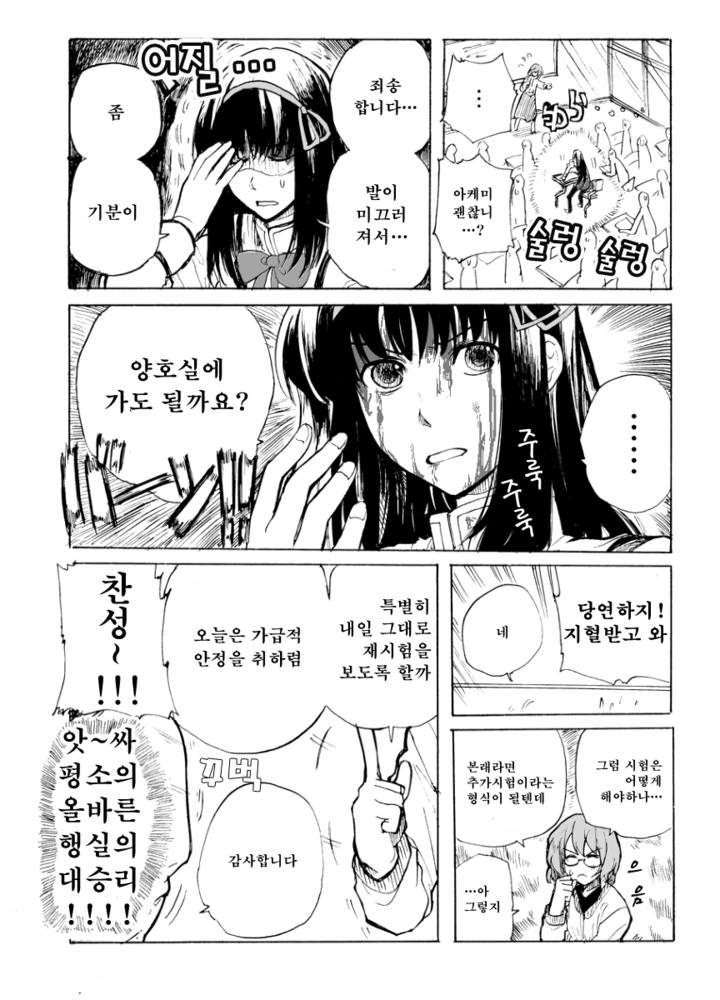 …
아케미
괜찮니
…?
술렁
술렁
죄송
합니다…
발이
미끄러
져서…
어질
…
좀
기분이
……
주룩
주룩
양호실에
가도 될까요?
당연하지!
지혈받고 와
네
그럼 시험은
어떻게
해야하나…
본래라면
추가시험이라는
형식이 될텐데
으음
…아
그렇지
특별히
내일 그대로
재시험을
보도록 할까
오늘은 가급적
안정을 취하렴
꾸벅
감사합니다
찬성~!!!
앗~싸
평소의
올바른
행실의
대승리
!!!!